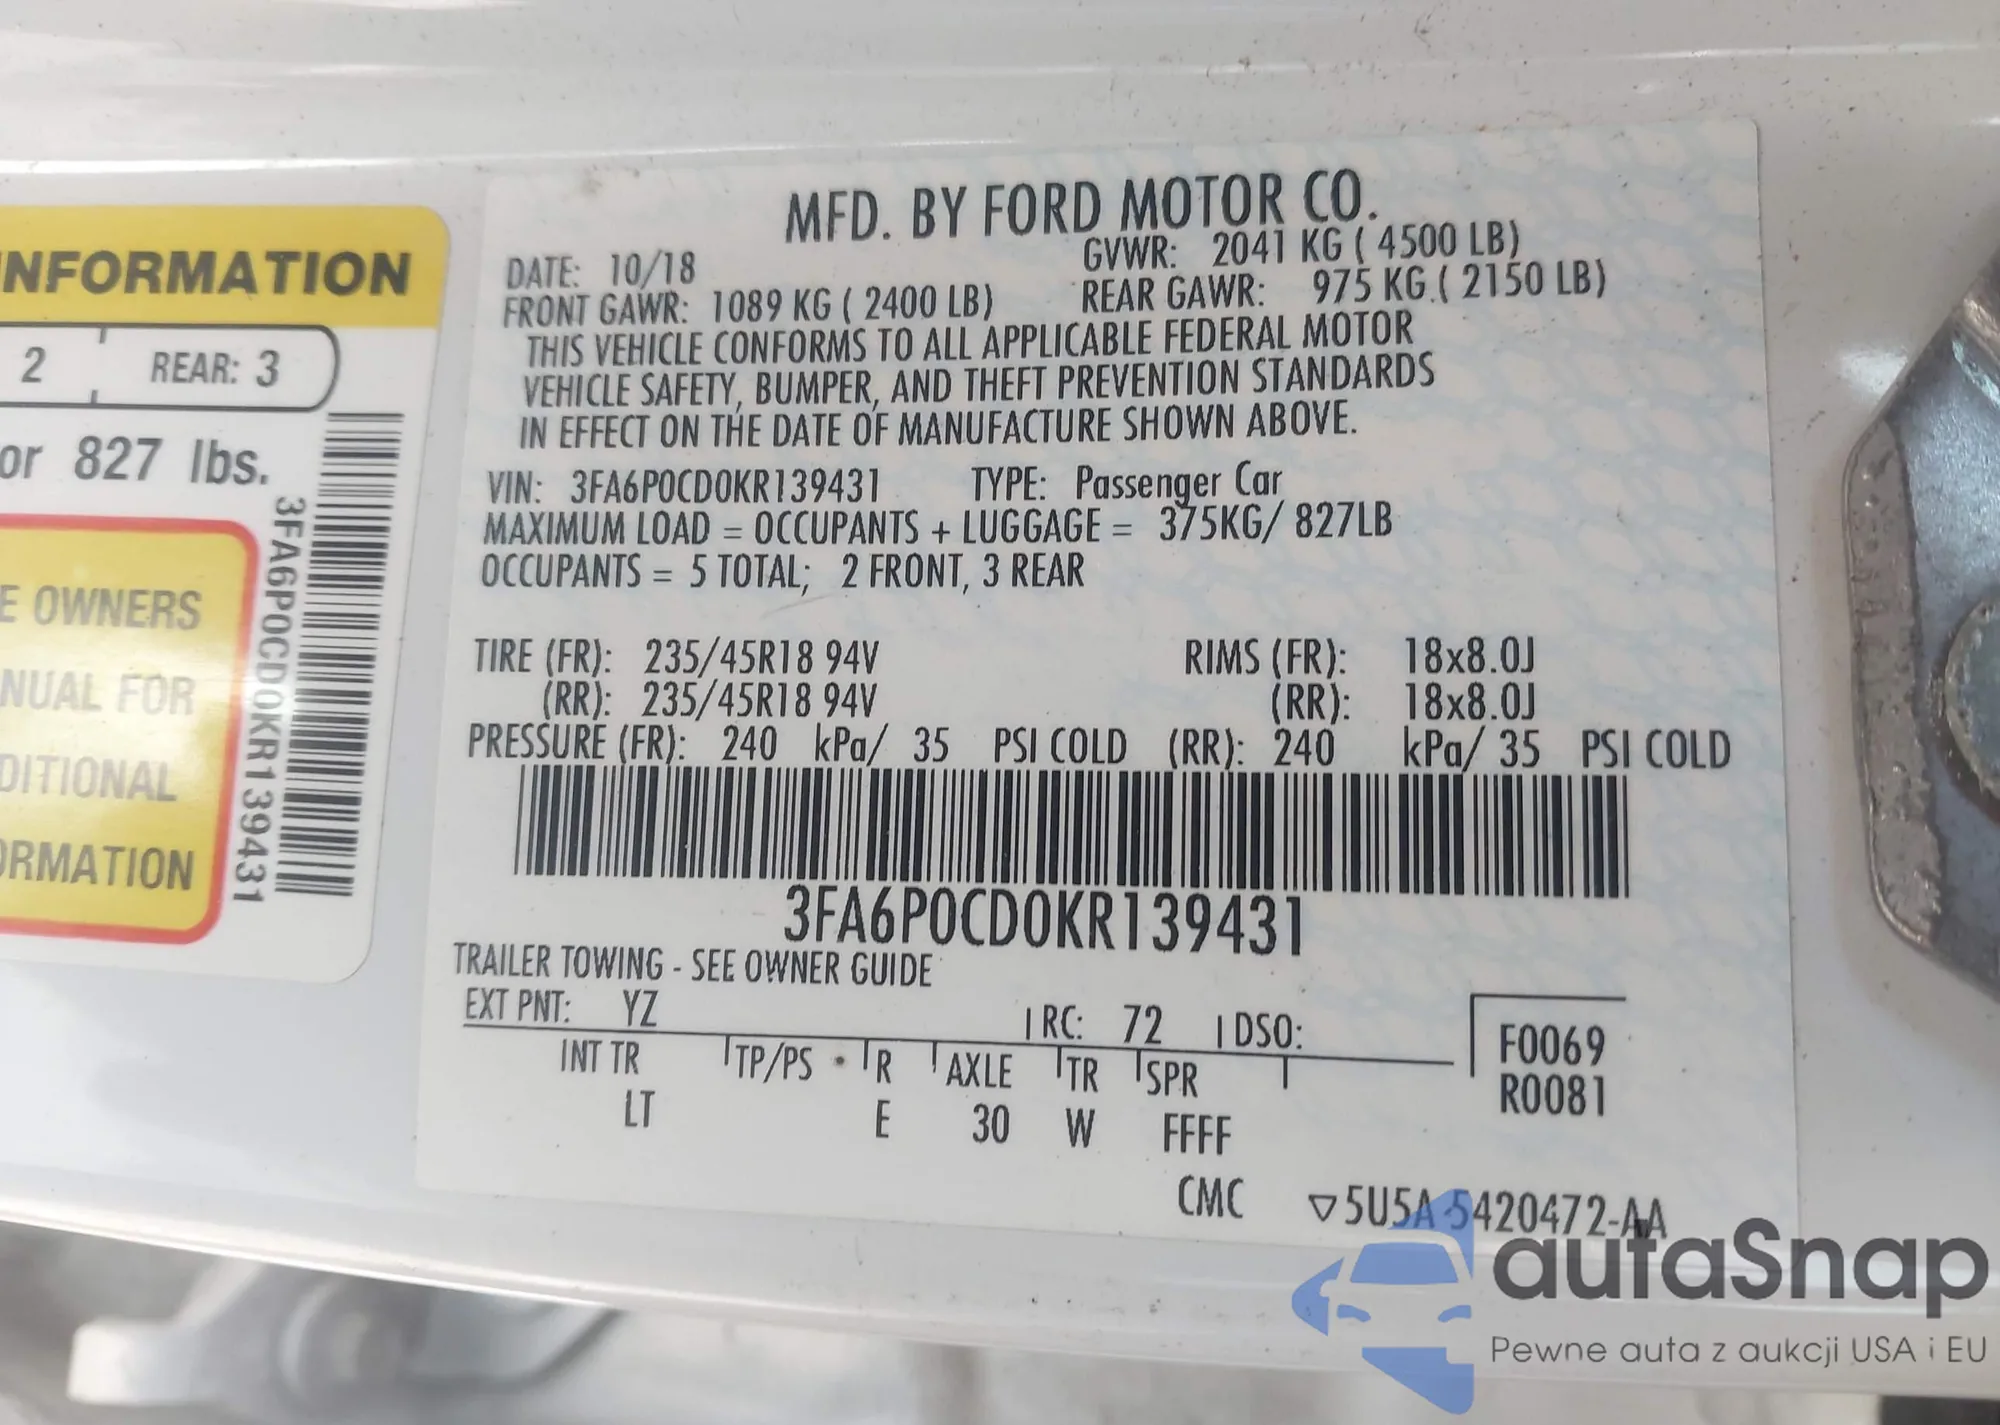 NFORMATION
2 REAR: 3
or 827 lbs.
E OWNERS
NUAL FOR
DITIONAL
ORMATION
3FA6P0CD0KR139431
MFD. BY FORD MOTOR CO.
DATE: 10/18 GVWR: 2041 KG ( 4500 LB)
FRONT GAWR: 1089 KG ( 2400 LB) REAR GAWR: 975 KG ( 2150 LB)
THIS VEHICLE CONFORMS TO ALL APPLICABLE FEDERAL MOTOR
VEHICLE SAFETY, BUMPER, AND THEFT PREVENTION STANDARDS
IN EFFECT ON THE DATE OF MANUFACTURE SHOWN ABOVE.
VIN: 3FA6P0CD0KR139431 TYPE: Passenger Car
MAXIMUM LOAD = OCCUPANTS + LUGGAGE = 375KG/ 827LB
OCCUPANTS = 5 TOTAL; 2 FRONT, 3 REAR
TIRE (FR): 235/45R18 94V RIMS (FR): 18x8.0J
(RR): 235/45R18 94V (RR): 18x8.0J
PRESSURE (FR): 240 kPa/ 35 PSI COLD (RR): 240 kPa/ 35 PSI COLD
3FA6P0CD0KR139431
TRAILER TOWING - SEE OWNER GUIDE
EXT PNT: YZ RC: 72 DSO: F0069
INT TR TP/PS R AXLE TR SPR R0081
LT E 30 W FFFF
CMC ▽5U5A 5420472-AA
autaSnap
Pewne auta z aukcji USA i EU